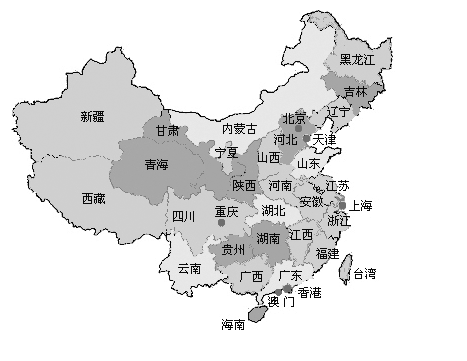 黑龙江
吉林
辽宁
新疆
甘肃
内蒙古
北京
河北
天津
宁夏
山西
山东
青海
陕西
河南
江苏
西藏
安徽
上海
四川
重庆
湖北
浙江
湖南
江西
贵州
福建
云南
广西
广东
台湾
香港
澳门
海南